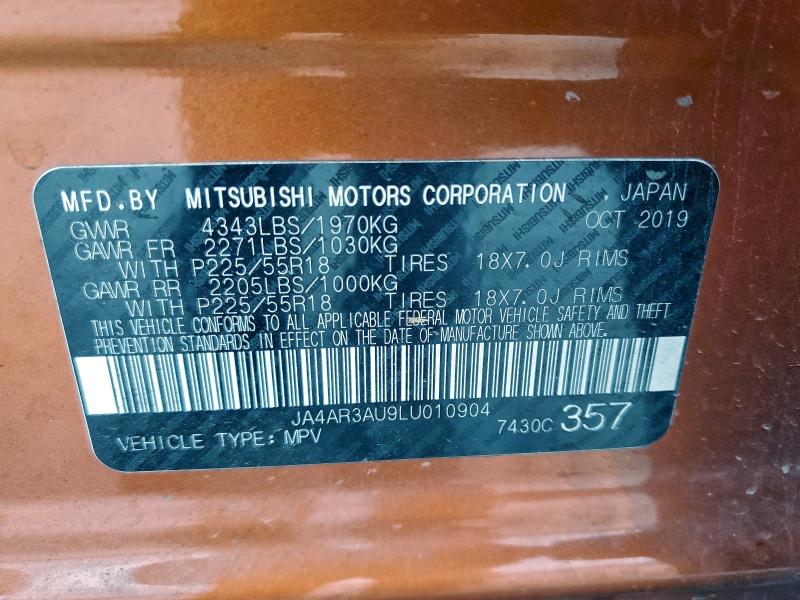 MFD.BY MITSUBISHI MOTORS CORPORATION , JAPAN
GVWR 4343LBS/1970KG OCT 2019
GAWR FR 2271LBS/1030KG
WITH P225/55R18 TIRES 18X7.0J RIMS
GAWR RR 2205LBS/1000KG
WITH P225/55R18 TIRES 18X7.0J RIMS
THIS VEHICLE CONFORMS TO ALL APPLICABLE FEDERAL MOTOR VEHICLE SAFETY AND THEFT
PREVENTION STANDARDS IN EFFECT ON THE DATE OF MANUFACTURE SHOWN ABOVE.
JA4AR3AU9LU010904
VEHICLE TYPE: MPV 7430C 357